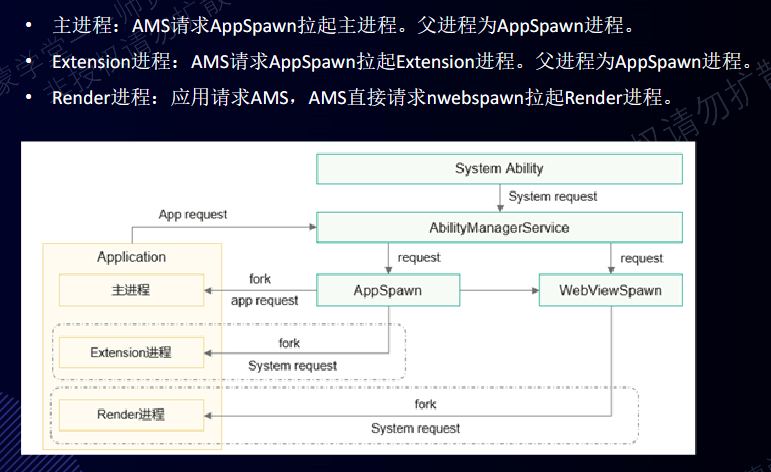 主进程：AMS请求AppSpawn拉起主进程。父进程为AppSpawn进程。
Extension进程：AMS请求AppSpawn拉起Extension进程。父进程为AppSpawn进程。
Render进程：应用请求AMS，AMS直接请求nwebspawn拉起Render进程。
System Ability
System request
App request
AbilityManagerService
Application
request
request
主进程
fork
app request
AppSpawn
WebViewSpawn
Extension进程
fork
System request
Render进程
fork
System request